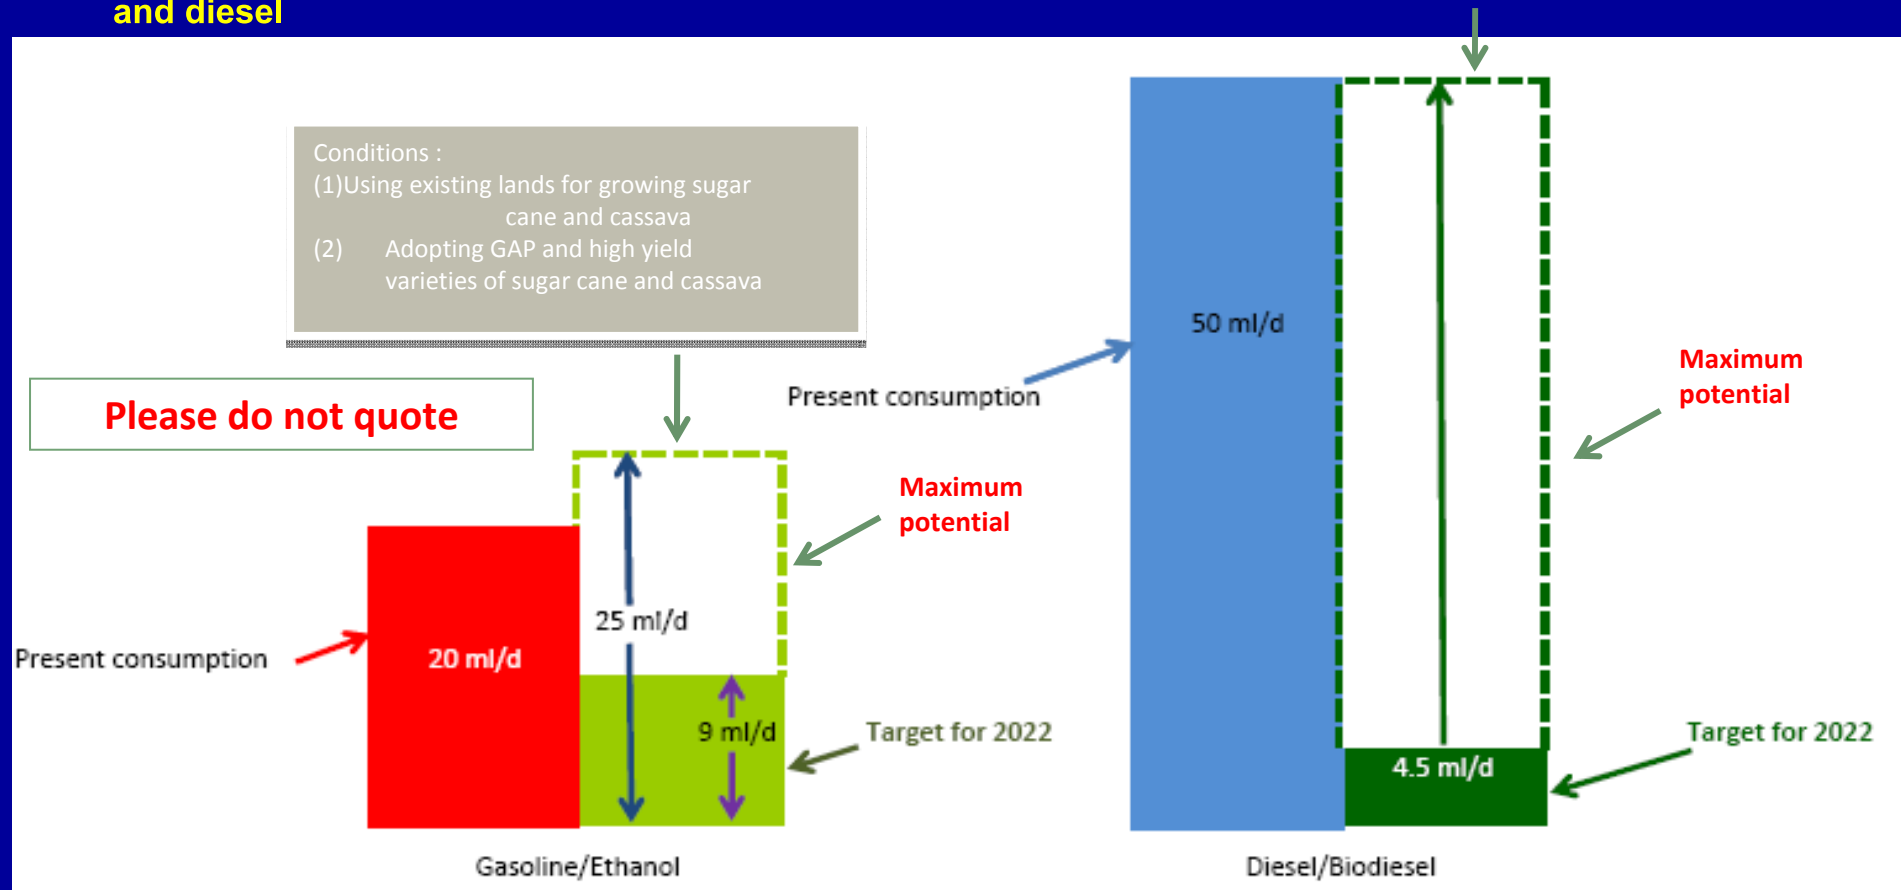 and diesel
Conditions :
(1)Using existing lands for growing sugar
cane and cassava
(2) Adopting GAP and high yield
varieties of sugar cane and cassava
Please do not quote
Present consumption
20 ml/d
25 ml/d
9 ml/d
Maximum
potential
Target for 2022
Gasoline/Ethanol
Present consumption
50 ml/d
4.5 ml/d
Maximum
potential
Target for 2022
Diesel/Biodiesel